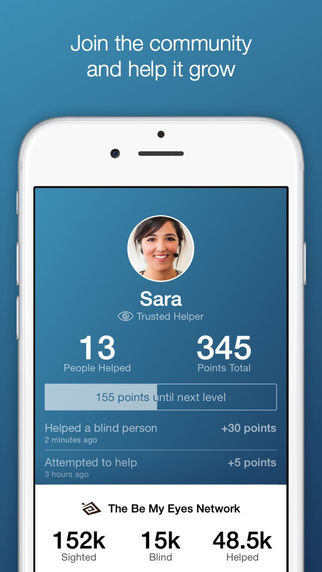 Join the community
and help it grow
Sara
Trusted Helper
13
People Helped
345
Points Total
155 points until next level
Helped a blind person +30 points
2 minutes ago
Attempted to help +5 points
3 hours ago
The Be My Eyes Network
152k
Sighted
15k
Blind
48.5k
Helped